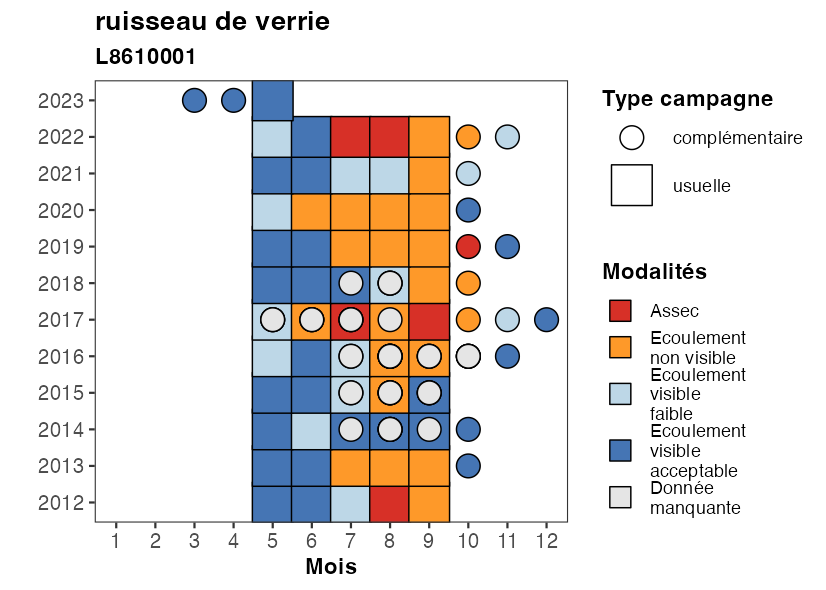 ruisseau de verrie
L8610001
2023
2022
2021
2020
2019
2018
2017
2016
2015
2014
2013
2012
1 2 3 4 5 6 7 8 9 10 11 12
Mois
Type campagne
complémentaire
usuelle
Modalités
Assec
Ecoulement
non visible
Ecoulement
visible
faible
Ecoulement
visible
acceptable
Donnée
manquante